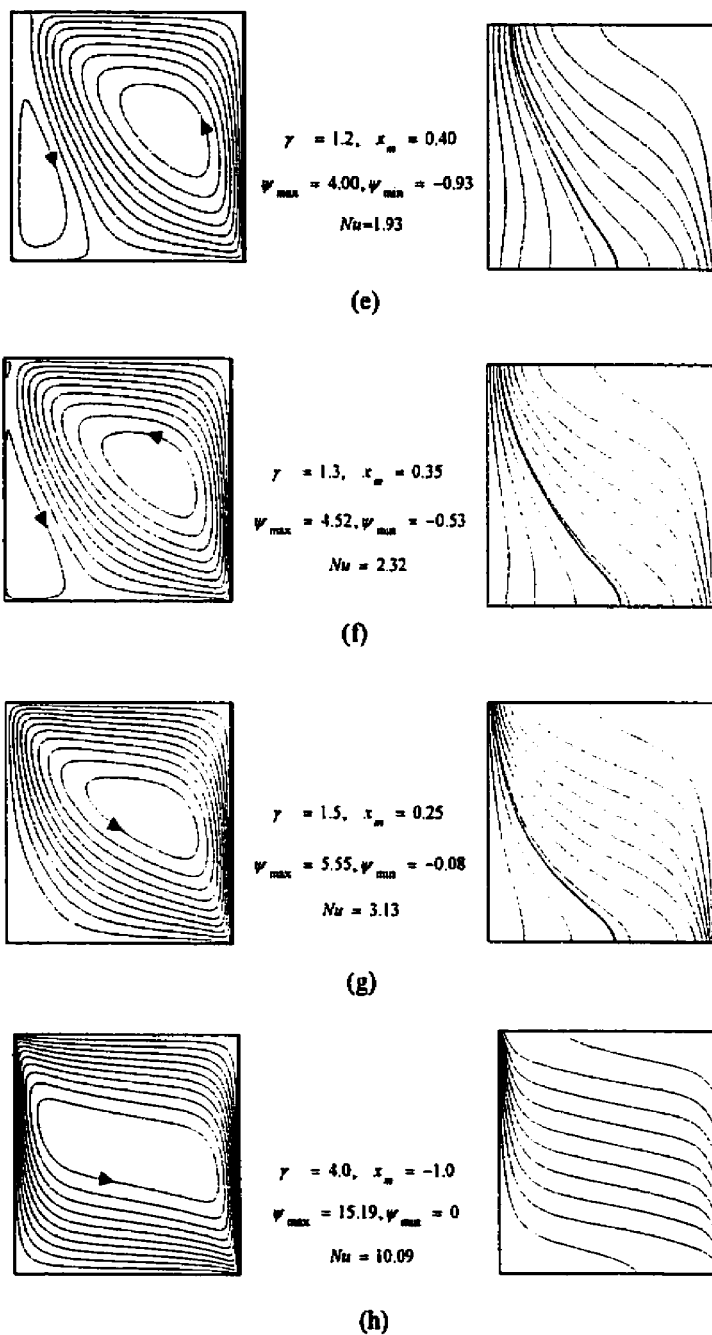 γ = 1.2, x_m = 0.40
ψ_max = 4.00, ψ_min = -0.93
Nu=1.93
(e)
γ = 1.3, x_m = 0.35
ψ_max = 4.52, ψ_min = -0.53
Nu = 2.32
(f)
γ = 1.5, x_m = 0.25
ψ_max = 5.55, ψ_min = -0.08
Nu = 3.13
(g)
γ = 4.0, x_m = -1.0
ψ_max = 15.19, ψ_min = 0
Nu = 10.09
(h)